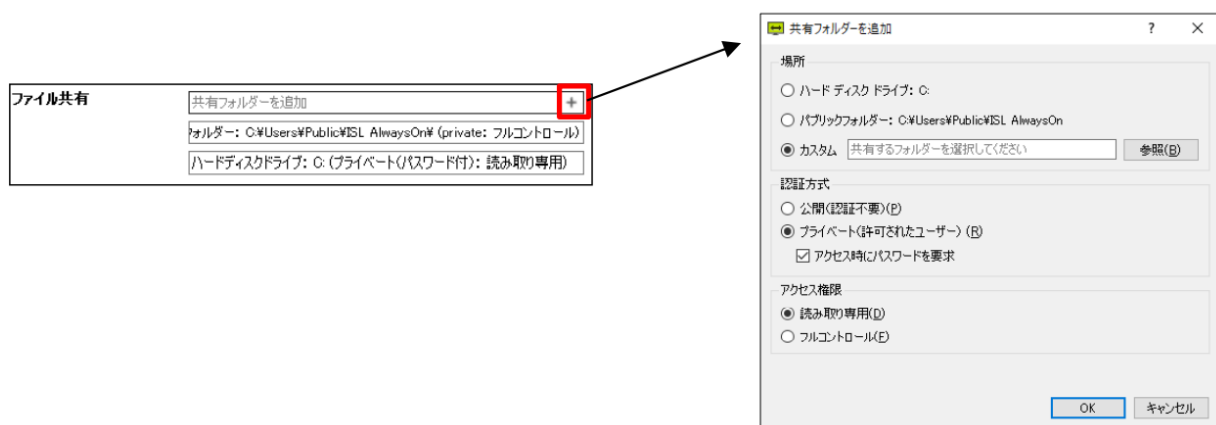 ファイル共有
共有フォルダーを追加 +
ォルダー: C:¥Users¥Public¥ISL AlwaysOn¥ (private: フルコントロール)
ハードディスクドライブ: C: (プライベート(パスワード付): 読み取り専用)
共有フォルダーを追加 ? ×
場所
ハード ディスク ドライブ: C:
パブリックフォルダー: C:¥Users¥Public¥ISL AlwaysOn
カスタム 共有するフォルダーを選択してください 参照(B)
認証方式
公開(認証不要)(P)
プライベート(許可されたユーザー) (R)
アクセス時にパスワードを要求
アクセス権限
読み取り専用(D)
フルコントロール(F)
OK キャンセル